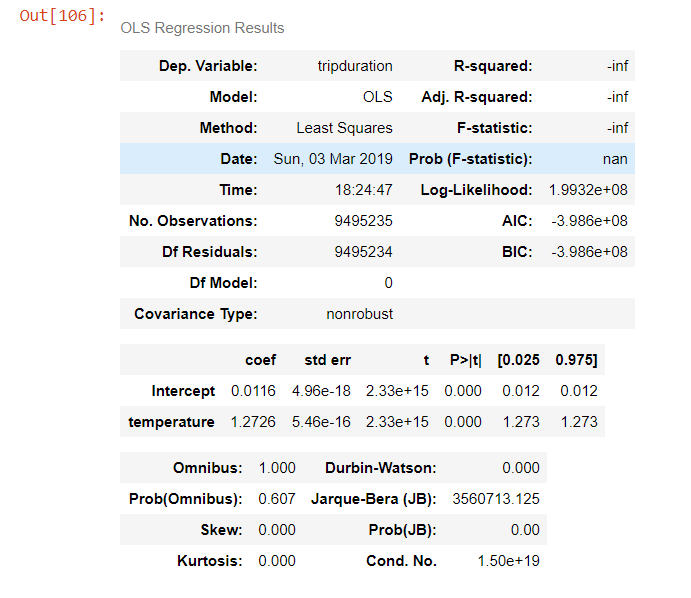 Out[106]:
OLS Regression Results
Dep. Variable: tripduration R-squared: -inf
Model: OLS Adj. R-squared: -inf
Method: Least Squares F-statistic: -inf
Date: Sun, 03 Mar 2019 Prob (F-statistic): nan
Time: 18:24:47 Log-Likelihood: 1.9932e+08
No. Observations: 9495235 AIC: -3.986e+08
Df Residuals: 9495234 BIC: -3.986e+08
Df Model: 0
Covariance Type: nonrobust
coef std err t P>|t| [0.025 0.975]
Intercept 0.0116 4.96e-18 2.33e+15 0.000 0.012 0.012
temperature 1.2726 5.46e-16 2.33e+15 0.000 1.273 1.273
Omnibus: 1.000 Durbin-Watson: 0.000
Prob(Omnibus): 0.607 Jarque-Bera (JB): 3560713.125
Skew: 0.000 Prob(JB): 0.00
Kurtosis: 0.000 Cond. No. 1.50e+19